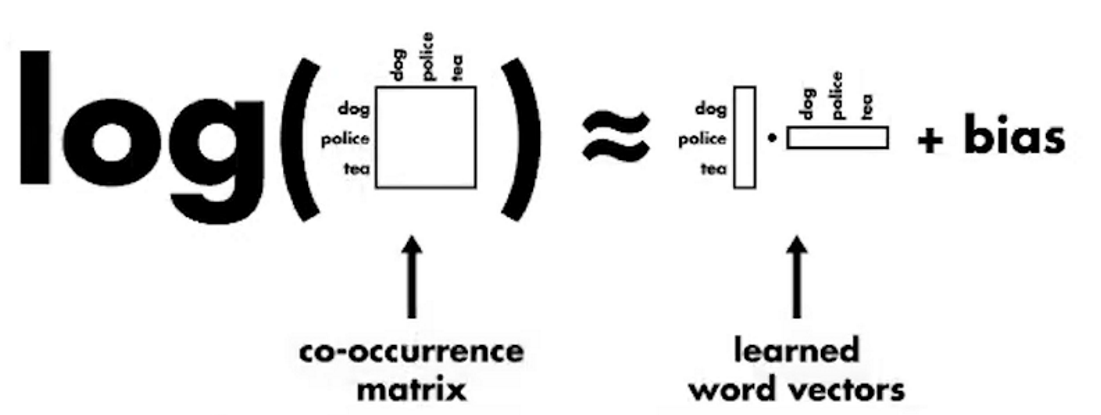 log( ) ≈ · + bias
dog police tea
dog
police
tea
dog
police
tea
dog police tea
co-occurrence
matrix
learned
word vectors